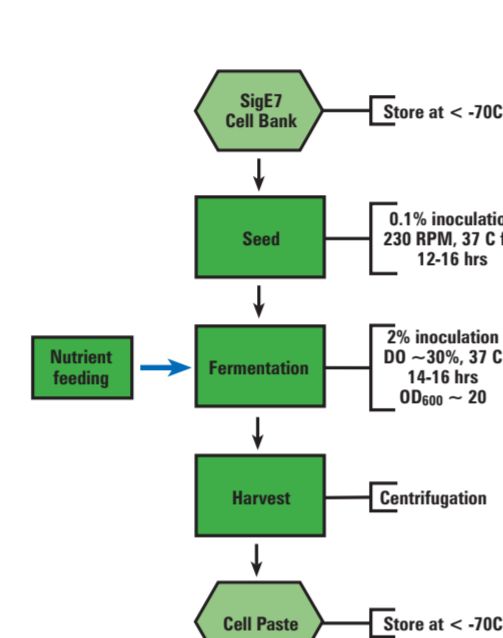 SigE7
Cell Bank
Store at < -70C
Seed
0.1% inoculatio
230 RPM, 37 C f
12-16 hrs
Nutrient
feeding
Fermentation
2% inoculation
DO ~30%, 37 C
14-16 hrs
OD600 ~ 20
Harvest
Centrifugation
Cell Paste
Store at < -70C